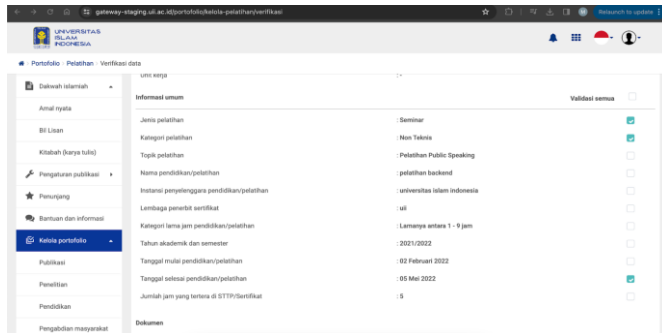 gateway-staging.uii.ac.id/portofolio/kelola-pelatihan/verifikasi
Relaunch to update
UNIVERSITAS
ISLAM
INDONESIA
Portofolio Pelatihan Verifikasi data
Dakwah islamiah
Amal nyata
Bil Lisan
Kitabah (karya tulis)
Pengaturan publikasi
Penunjang
Bantuan dan informasi
Kelola portofolio
Publikasi
Penelitian
Pendidikan
Pengabdian masyarakat
Unit kerja : -
Informasi umum Validasi semua
Jenis pelatihan : Seminar
Kategori pelatihan : Non Teknis
Topik pelatihan : Pelatihan Public Speaking
Nama pendidikan/pelatihan : pelatihan backend
Instansi penyelenggara pendidikan/pelatihan : universitas islam indonesia
Lembaga penerbit sertifikat : uii
Kategori lama jam pendidikan/pelatihan : Lamanya antara 1 - 9 jam
Tahun akademik dan semester : 2021/2022
Tanggal mulai pendidikan/pelatihan : 02 Februari 2022
Tanggal selesai pendidikan/pelatihan : 05 Mei 2022
Jumlah jam yang tertera di STTP/Sertifikat : 5
Dokumen